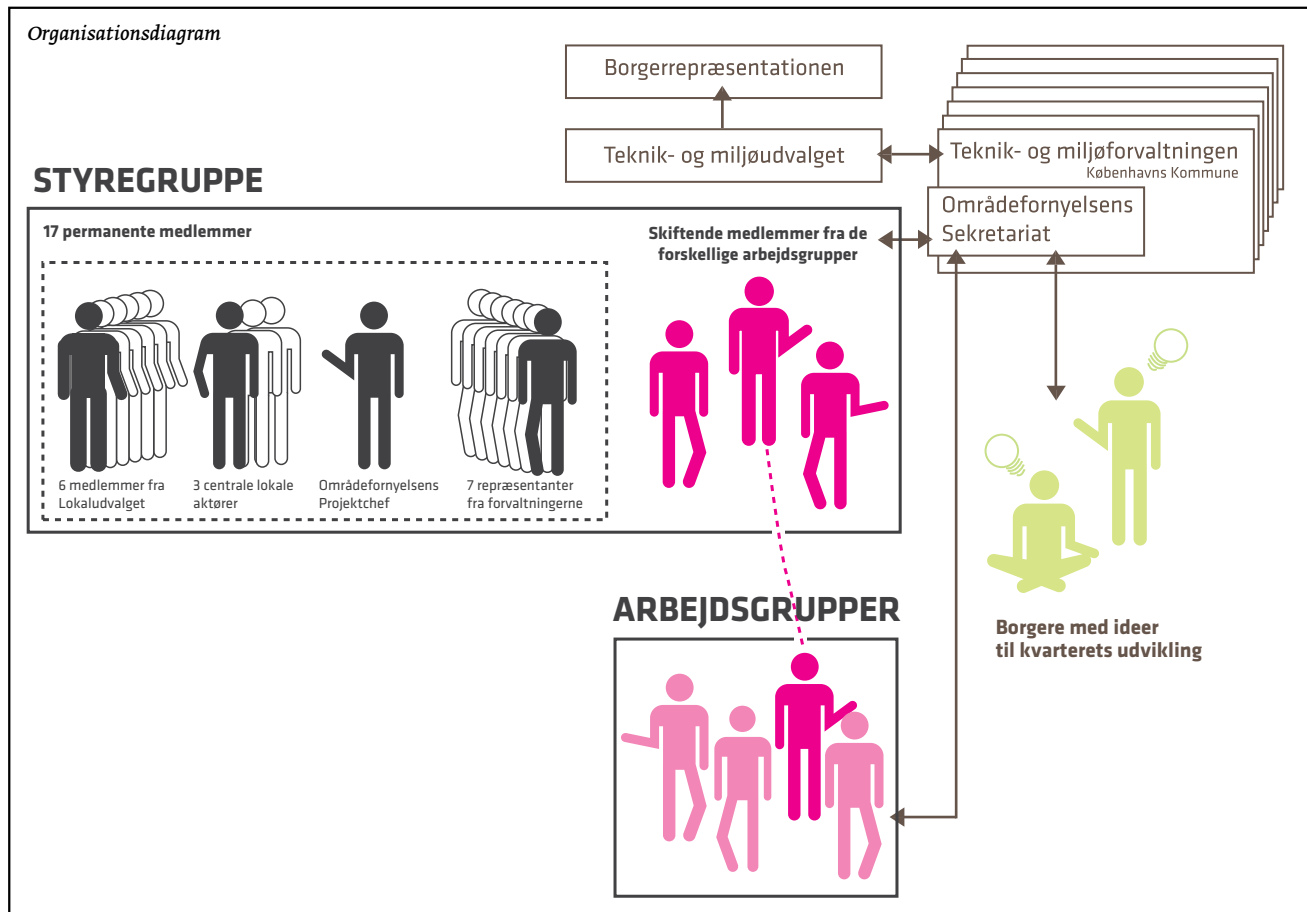 Organisationsdiagram
Borgerrepræsentationen
Teknik- og miljøudvalget
Teknik- og miljøforvaltningen
Københavns Kommune
Områdefornyelsens
Sekretariat
STYREGRUPPE
17 permanente medlemmer
Skiftende medlemmer fra de
forskellige arbejdsgrupper
6 medlemmer fra
Lokaludvalget
3 centrale lokale
aktører
Områdefornyelsens
Projektchef
7 repræsentanter
fra forvaltningerne
ARBEJDSGRUPPER
Borgere med ideer
til kvarterets udvikling